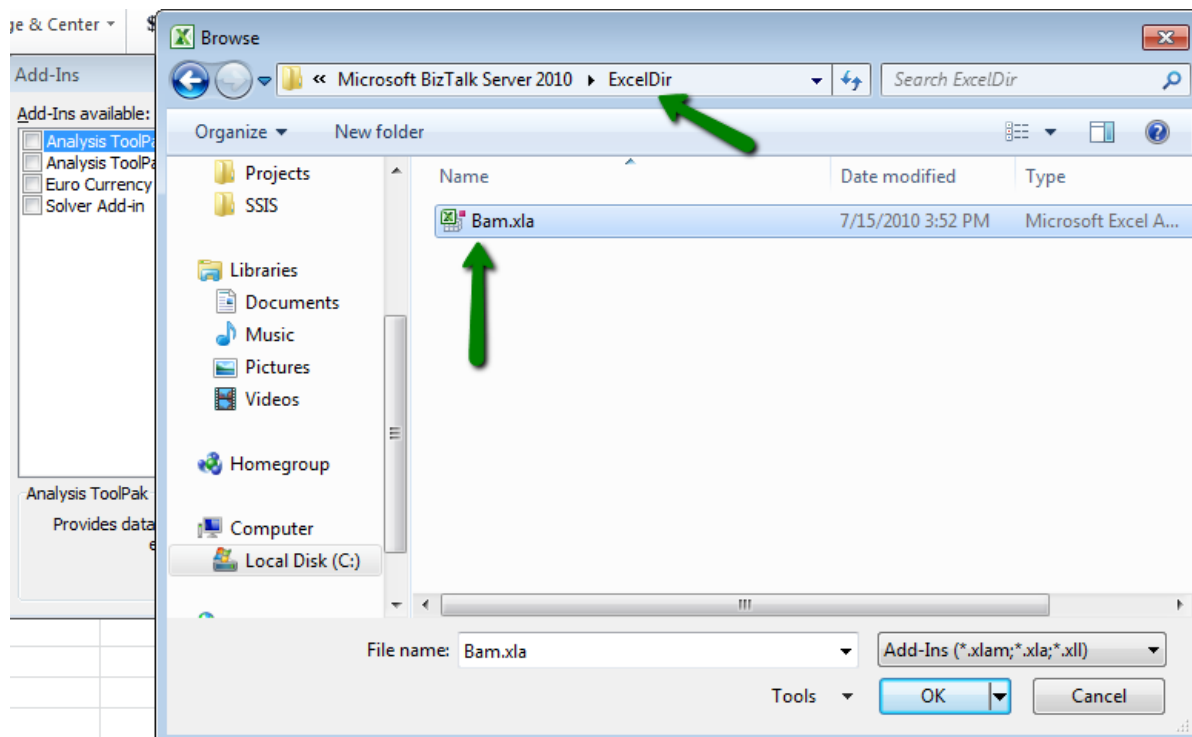 ge & Center $
Browse
Add-Ins
« Microsoft BizTalk Server 2010 ExcelDir
Search ExcelDir
Add-Ins available:
Organize New folder
Analysis ToolPa
Analysis ToolPa
Euro Currency
Solver Add-in
Projects
SSIS
Libraries
Documents
Music
Pictures
Videos
Homegroup
Computer
Local Disk (C:)
Name Date modified Type
Bam.xla 7/15/2010 3:52 PM Microsoft Excel A...
Analysis ToolPak
Provides data
e
File name: Bam.xla Add-Ins (*.xlam;*.xla;*.xll)
Tools OK Cancel